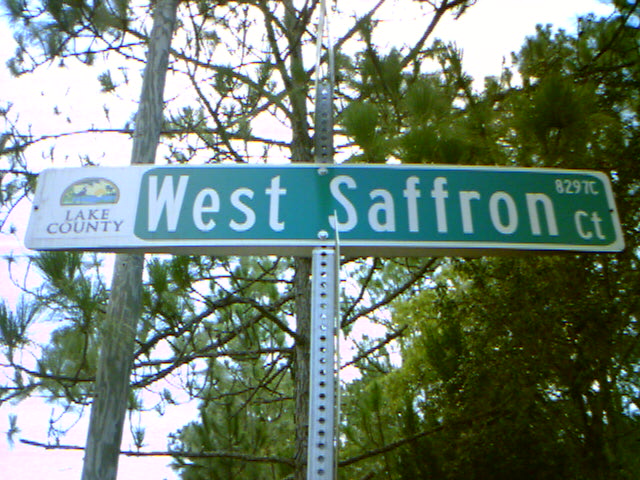 LAKE
COUNTY
West Saffron Ct
8297C